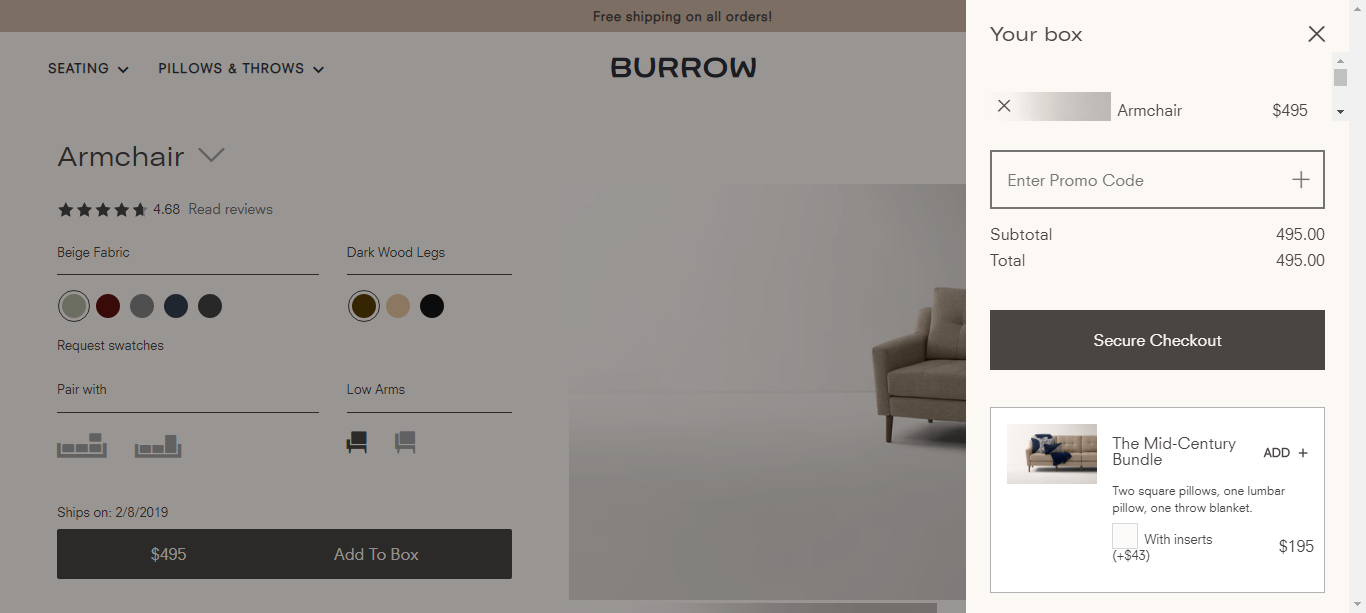 Free shipping on all orders!
SEATING
PILLOWS & THROWS
BURROW
Armchair
4.68 Read reviews
Beige Fabric
Dark Wood Legs
Request swatches
Pair with
Low Arms
Ships on: 2/8/2019
$495 Add To Box
Your box
Armchair $495
Enter Promo Code
Subtotal 495.00
Total 495.00
Secure Checkout
The Mid-Century
Bundle
ADD +
Two square pillows, one lumbar
pillow, one throw blanket.
With inserts
(+$43)
$195